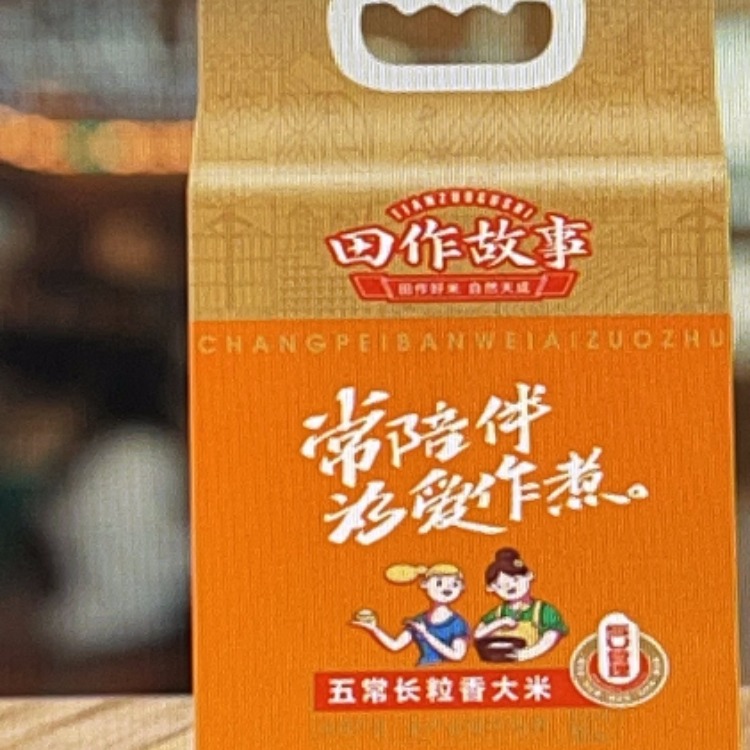 TIANZUOGUSHI
田作故事
田作好米 自然天成
CHANGPEIBANWEIAIZUOZHU
常陪伴
为爱作煮。
五常长粒香大米